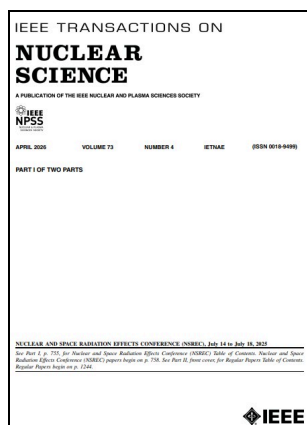 IEEE TRANSACTIONS ON
NUCLEAR
SCIENCE
A PUBLICATION OF THE IEEE NUCLEAR AND PLASMA SCIENCES SOCIETY
IEEE
NPSS
APRIL 2026 VOLUME 73 NUMBER 4 IETNAE (ISSN 0018-9499)
PART I OF TWO PARTS
NUCLEAR AND SPACE RADIATION EFFECTS CONFERENCE (NSREC), July 14 to July 18, 2025
See Part I, p. 755, for Nuclear and Space Radiation Effects Conference (NSREC) Table of Contents. Nuclear and Space
Radiation Effects Conference (NSREC) papers begin on p. 758. See Part II, front cover, for Regular Papers Table of Contents.
Regular Papers begin on p. 1244.
IEEE